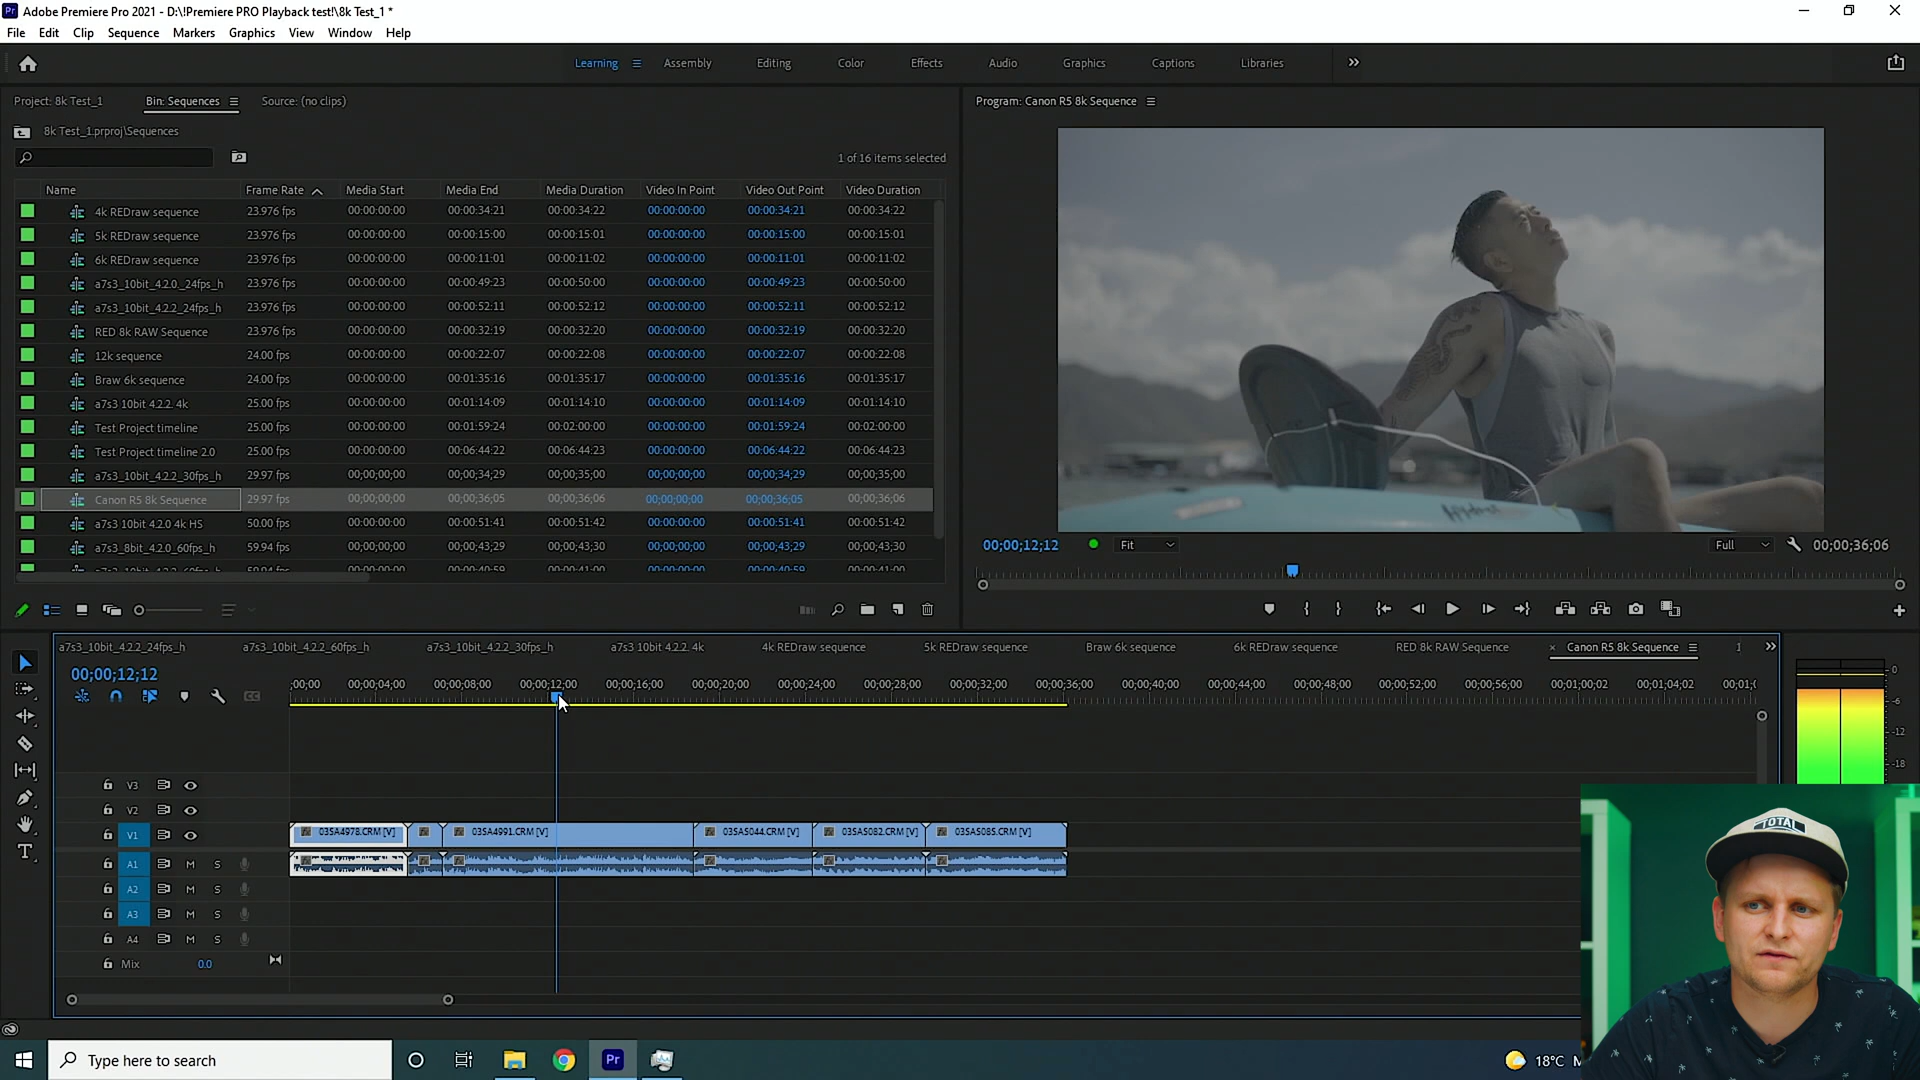 Adobe Premiere Pro 2021 - D:\!Premiere PRO Playback test!\8k Test_1 *
File Edit Clip Sequence Markers Graphics View Window Help
Learning Assembly Editing Color Effects Audio Graphics Captions Libraries
Project: 8k Test_1 Bin: Sequences Source: (no clips)
8k Test_1.prproj\Sequences
1 of 16 items selected
Name Frame Rate Media Start Media End Media Duration Video In Point Video Out Point Video Duration
4k REDraw sequence 23.976 fps 00:00:00:00 00:00:34:21 00:00:34:22 00:00:00:00 00:00:34:21 00:00:34:22
5k REDraw sequence 23.976 fps 00:00:00:00 00:00:15:00 00:00:15:01 00:00:00:00 00:00:15:00 00:00:15:01
6k REDraw sequence 23.976 fps 00:00:00:00 00:00:11:01 00:00:11:02 00:00:00:00 00:00:11:01 00:00:11:02
a7s3_10bit_4.2.0_24fps_h 23.976 fps 00:00:00:00 00:00:49:23 00:00:50:00 00:00:00:00 00:00:49:23 00:00:50:00
a7s3_10bit_4.2.2_24fps_h 23.976 fps 00:00:00:00 00:00:52:11 00:00:52:12 00:00:00:00 00:00:52:11 00:00:52:12
RED 8k RAW Sequence 23.976 fps 00:00:00:00 00:00:32:19 00:00:32:20 00:00:00:00 00:00:32:19 00:00:32:20
12k sequence 24.00 fps 00:00:00:00 00:00:22:07 00:00:22:08 00:00:00:00 00:00:22:07 00:00:22:08
Braw 6k sequence 24.00 fps 00:00:00:00 00:01:35:16 00:01:35:17 00:00:00:00 00:01:35:16 00:01:35:17
a7s3 10bit 4.2.2. 4k 25.00 fps 00:00:00:00 00:01:14:09 00:01:14:10 00:00:00:00 00:01:14:09 00:01:14:10
Test Project timeline 25.00 fps 00:00:00:00 00:01:59:24 00:02:00:00 00:00:00:00 00:01:59:24 00:02:00:00
Test Project timeline 2.0 25.00 fps 00:00:00:00 00:06:44:22 00:06:44:23 00:00:00:00 00:06:44:22 00:06:44:23
a7s3_10bit_4.2.2_30fps_h 29.97 fps 00;00;00;00 00;00;34;29 00;00;35;00 00;00;00;00 00;00;34;29 00;00;35;00
Canon R5 8k Sequence 29.97 fps 00;00;00;00 00;00;36;05 00;00;36;06 00;00;00;00 00;00;36;05 00;00;36;06
a7s3 10bit 4.2.0 4k HS 50.00 fps 00:00:00:00 00:00:51:41 00:00:51:42 00:00:00:00 00:00:51:41 00:00:51:42
a7s3_8bit_4.2.0_60fps_h 59.94 fps 00;00;00;00 00;00;43;29 00;00;43;30 00;00;00;00 00;00;43;29 00;00;43;30
Program: Canon R5 8k Sequence
00;00;12;12 Fit Full 00;00;36;06
a7s3_10bit_4.2.2_24fps_h a7s3_10bit_4.2.2_60fps_h a7s3_10bit_4.2.2_30fps_h a7s3 10bit 4.2.2. 4k 4k REDraw sequence 5k REDraw sequence Braw 6k sequence 6k REDraw sequence RED 8k RAW Sequence × Canon R5 8k Sequence 1
00;00;12;12
;00;00 00;00;04;00 00;00;08;00 00;00;12;00 00;00;16;00 00;00;20;00 00;00;24;00 00;00;28;00 00;00;32;00 00;00;36;00 00;00;40;00 00;00;44;00 00;00;48;00 00;00;52;00 00;00;56;00 00;01;00;02 00;01;04;02
V3
V2
V1 03SA4978.CRM [V] 03SA4991.CRM [V] 03SA5044.CRM [V] 03SA5082.CRM [V] 03SA5085.CRM [V]
A1 M S
A2 M S
A3 M S
A4 M S
Mix 0.0
0
-6
-12
-18
TOTAL
Type here to search
Pr
18°C